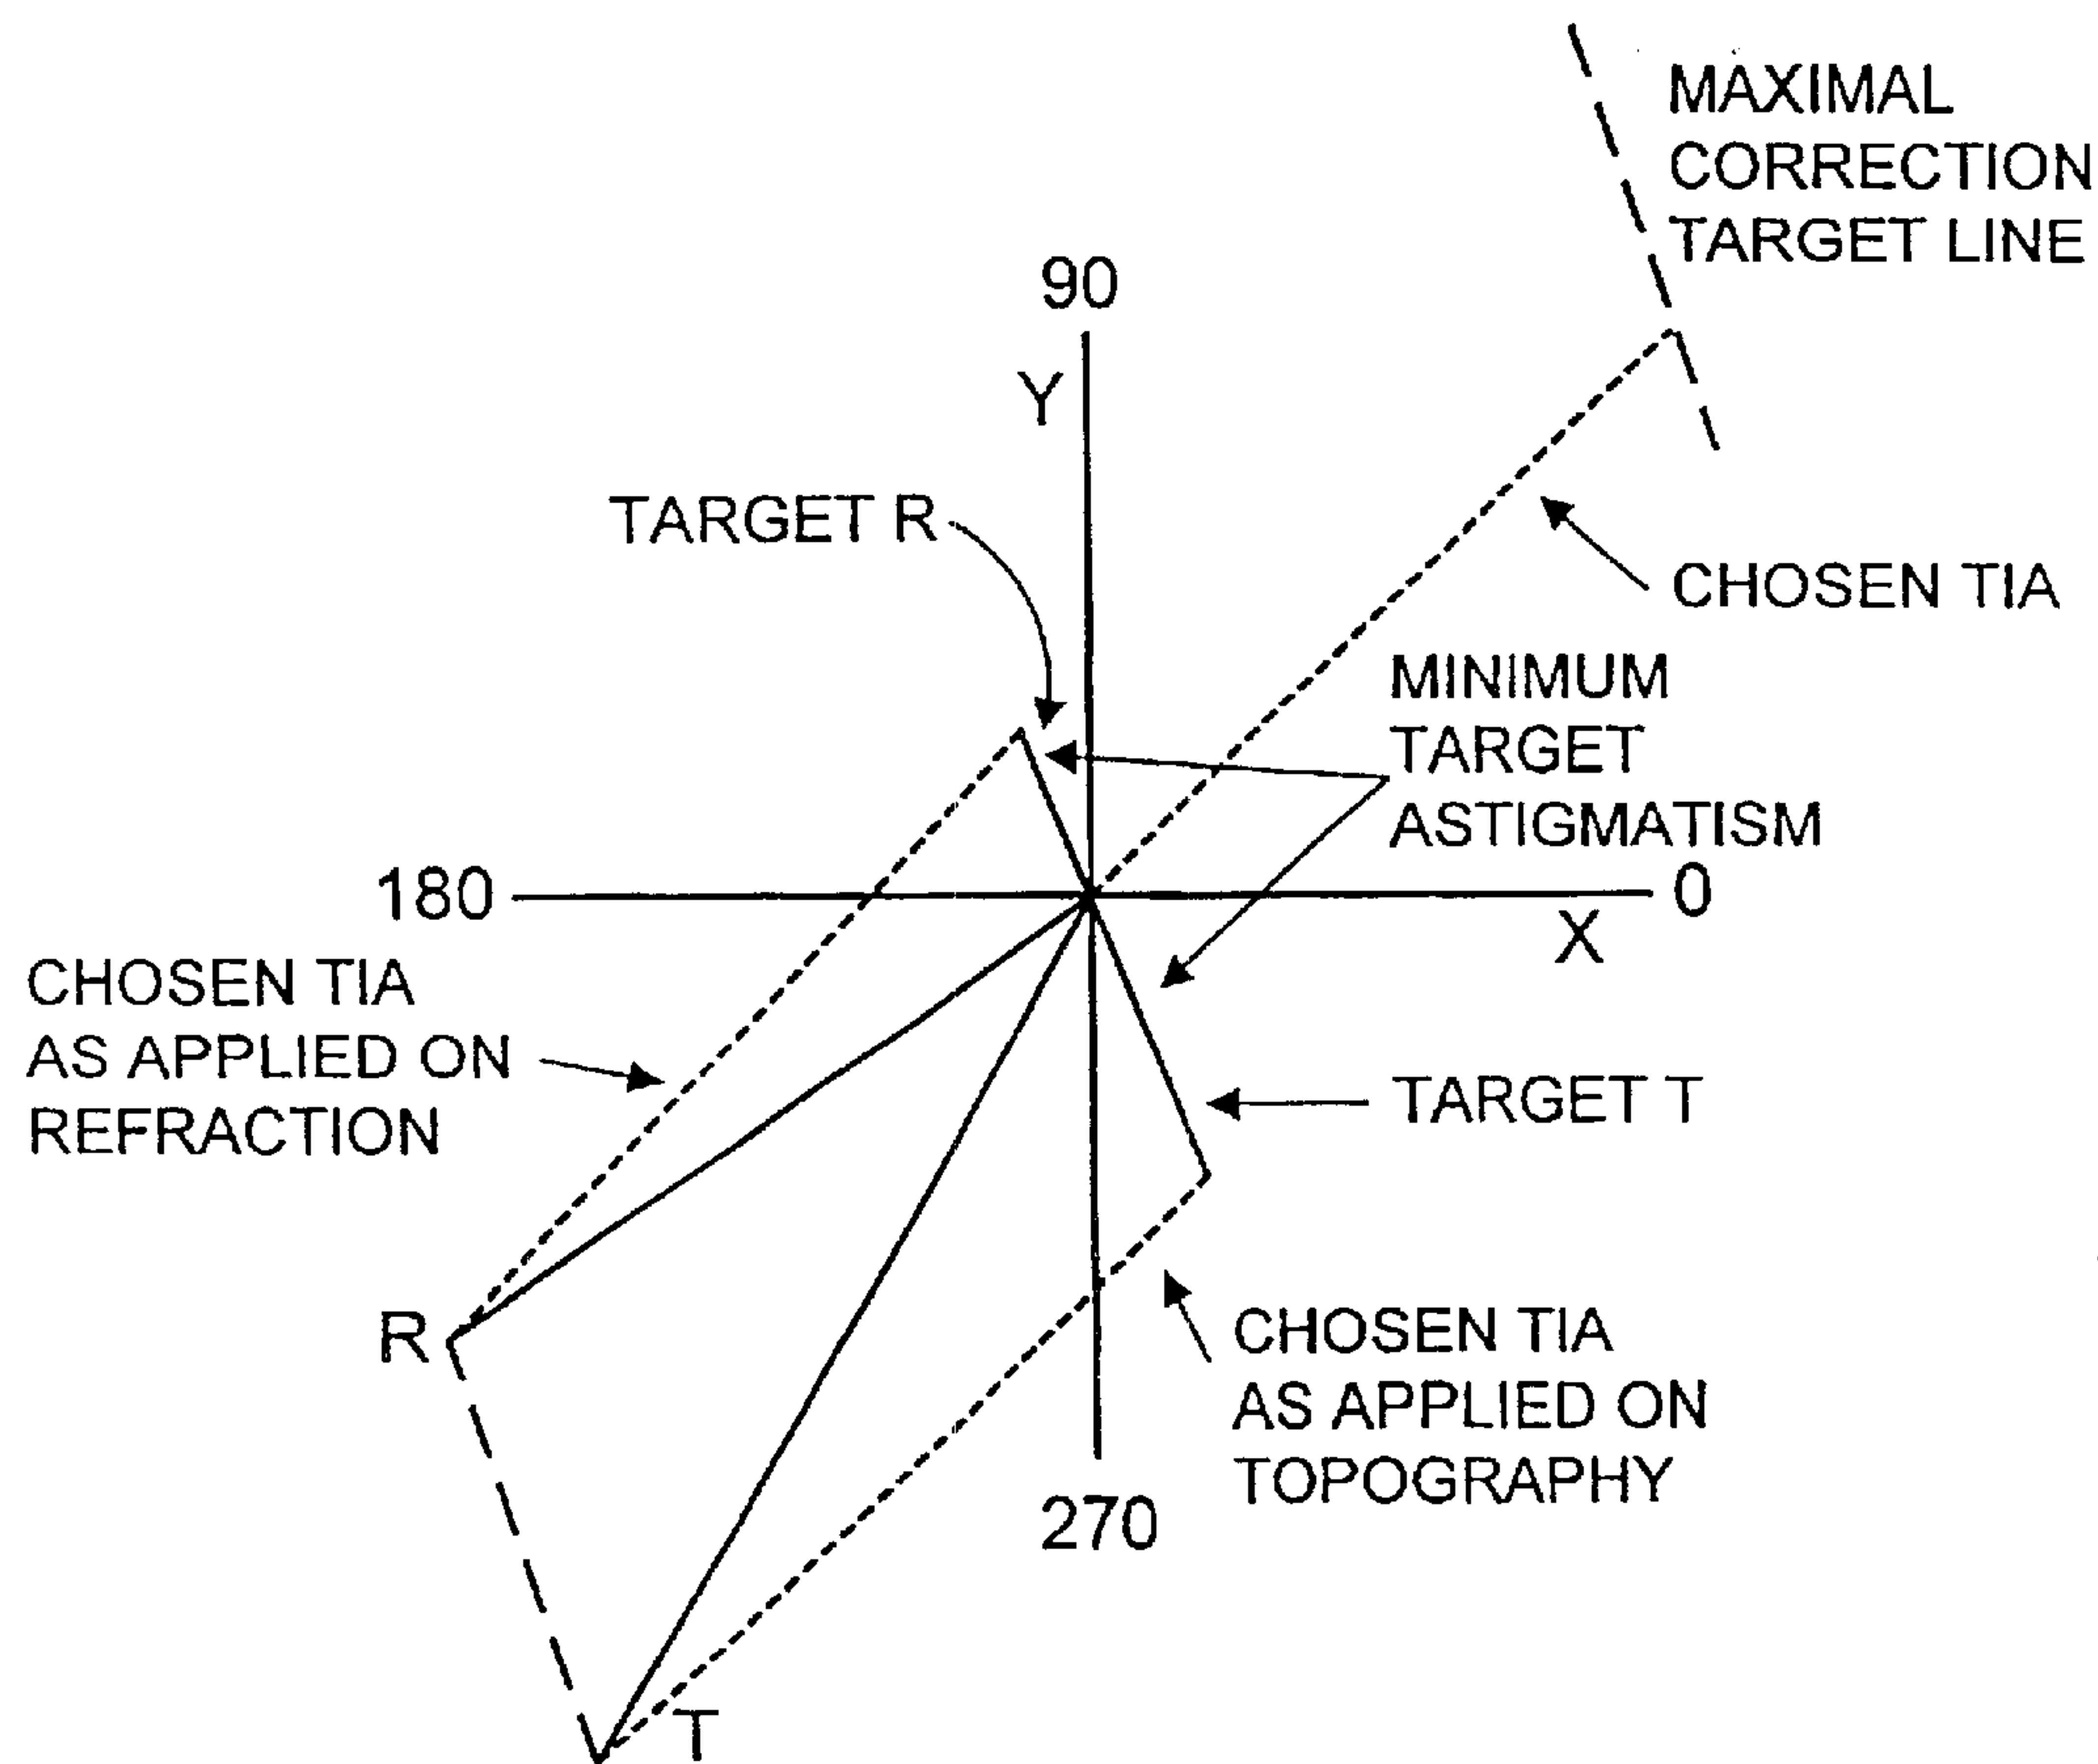 MAXIMAL
CORRECTION
TARGET LINE
90
Y
TARGET R
CHOSEN TIA
MINIMUM
TARGET
ASTIGMATISM
180
0
X
CHOSEN TIA
AS APPLIED ON
REFRACTION
TARGET T
R
CHOSEN TIA
AS APPLIED ON
TOPOGRAPHY
270
T